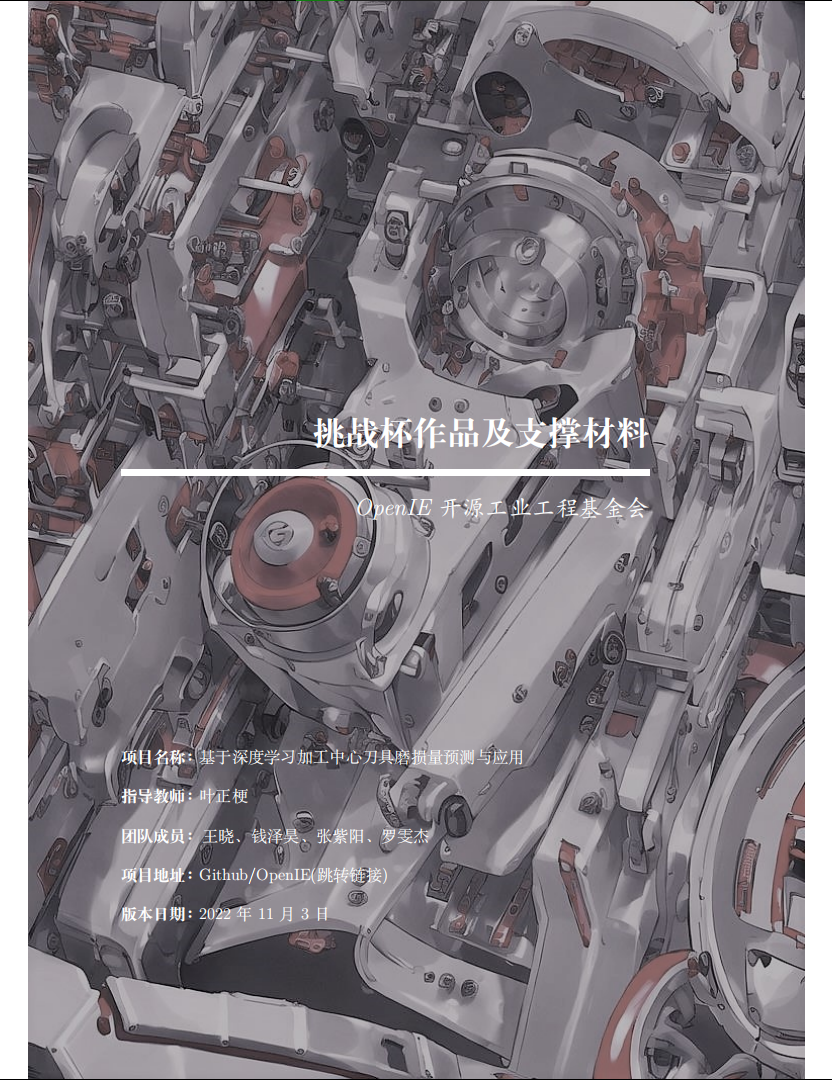 挑战杯作品及支撑材料
OpenIE 开源工业工程基金会
项目名称：基于深度学习加工中心刀具磨损量预测与应用
指导教师：叶正梗
团队成员：王晓、钱泽昊、张紫阳、罗雯杰
项目地址：Github/OpenIE(跳转链接)
版本日期：2022 年 11 月 3 日